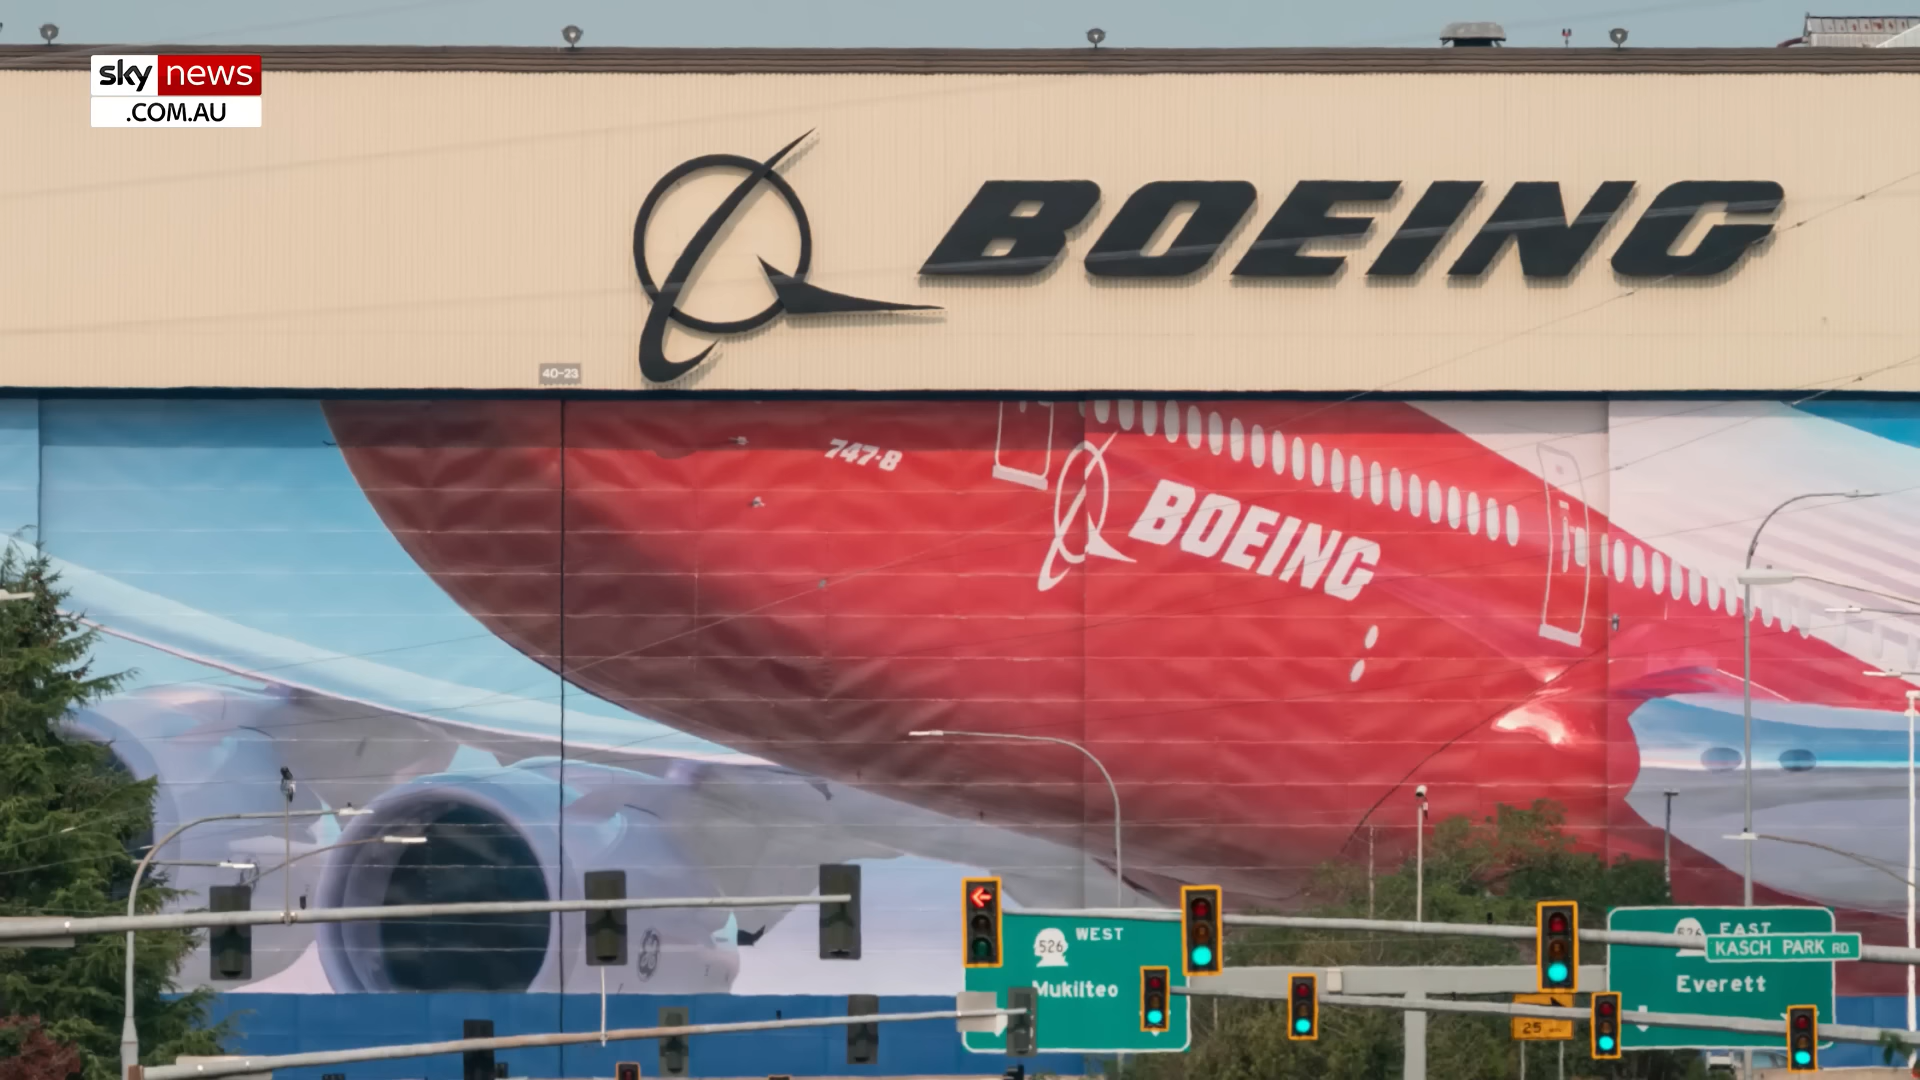 sky news
.COM.AU
BOEING
40-23
747-8
BOEING
WEST
526
Mukilteo
526 EAST
KASCH PARK RD
Everett
25